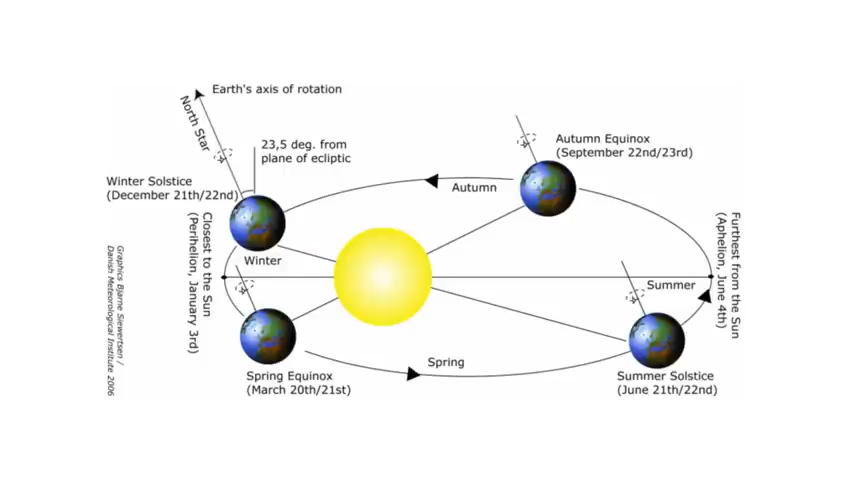 Earth's axis of rotation
North Star
23,5 deg. from
plane of ecliptic
Autumn Equinox
(September 22nd/23rd)
Winter Solstice
(December 21th/22nd)
Autumn
Closest to the Sun
(Perihelion, January 3rd)
Winter
Furthest from the Sun
(Aphelion, June 4th)
Summer
Graphics Bjarne Siewertsen /
Danish Meteorological Institute 2006
Spring
Spring Equinox
(March 20th/21st)
Summer Solstice
(June 21th/22nd)